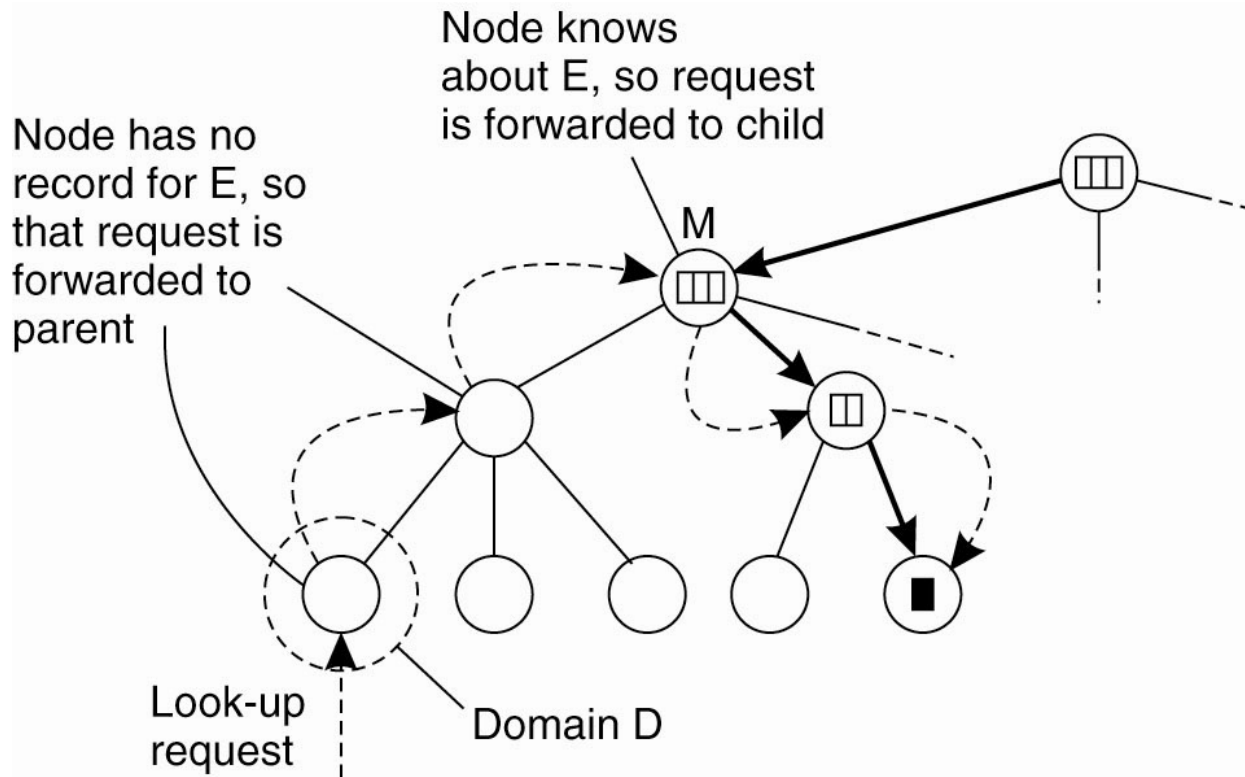 Node knows
about E, so request
is forwarded to child
Node has no
record for E, so
that request is
forwarded to
parent
M
Look-up
request
Domain D